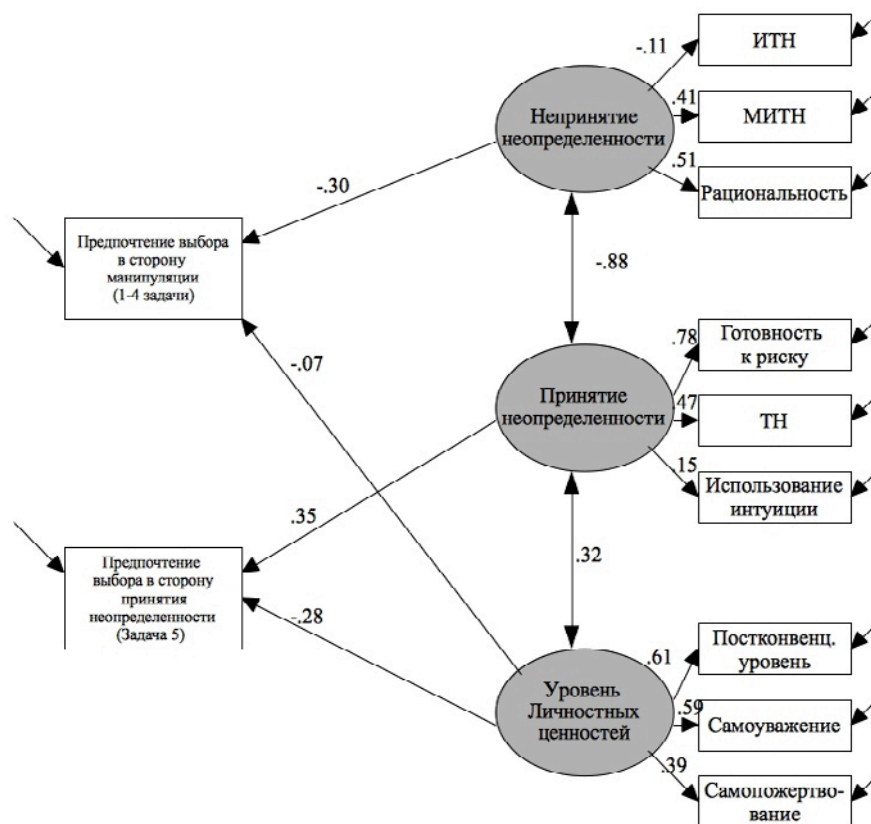 -.11
ИТН
Непринятие
неопределенности
.41
МИТН
.51
Рациональность
-.30
Предпочтение выбора
в сторону
манипуляции
(1-4 задачи)
-.88
-.07
.78
Готовность
к риску
Принятие
неопределенности
.47
ТН
.15
Использование
интуиции
.35
Предпочтение
выбора в сторону
принятия
неопределенности
(Задача 5)
.32
-.28
.61
Постконвенц.
уровень
Уровень
Личностных
ценностей
.59
Самоуважение
.39
Самопожертво-
вание